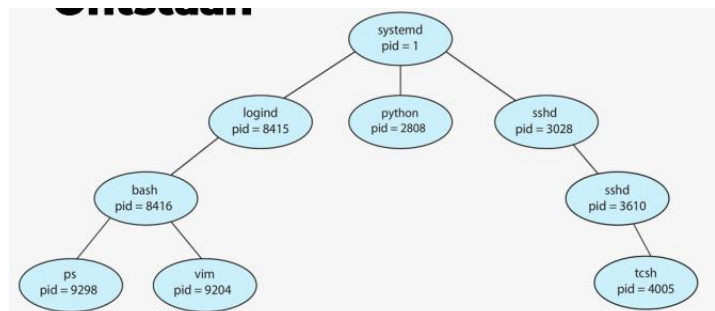 Ontstaan
systemd
pid = 1
logind
pid = 8415
python
pid = 2808
sshd
pid = 3028
bash
pid = 8416
sshd
pid = 3610
ps
pid = 9298
vim
pid = 9204
tcsh
pid = 4005